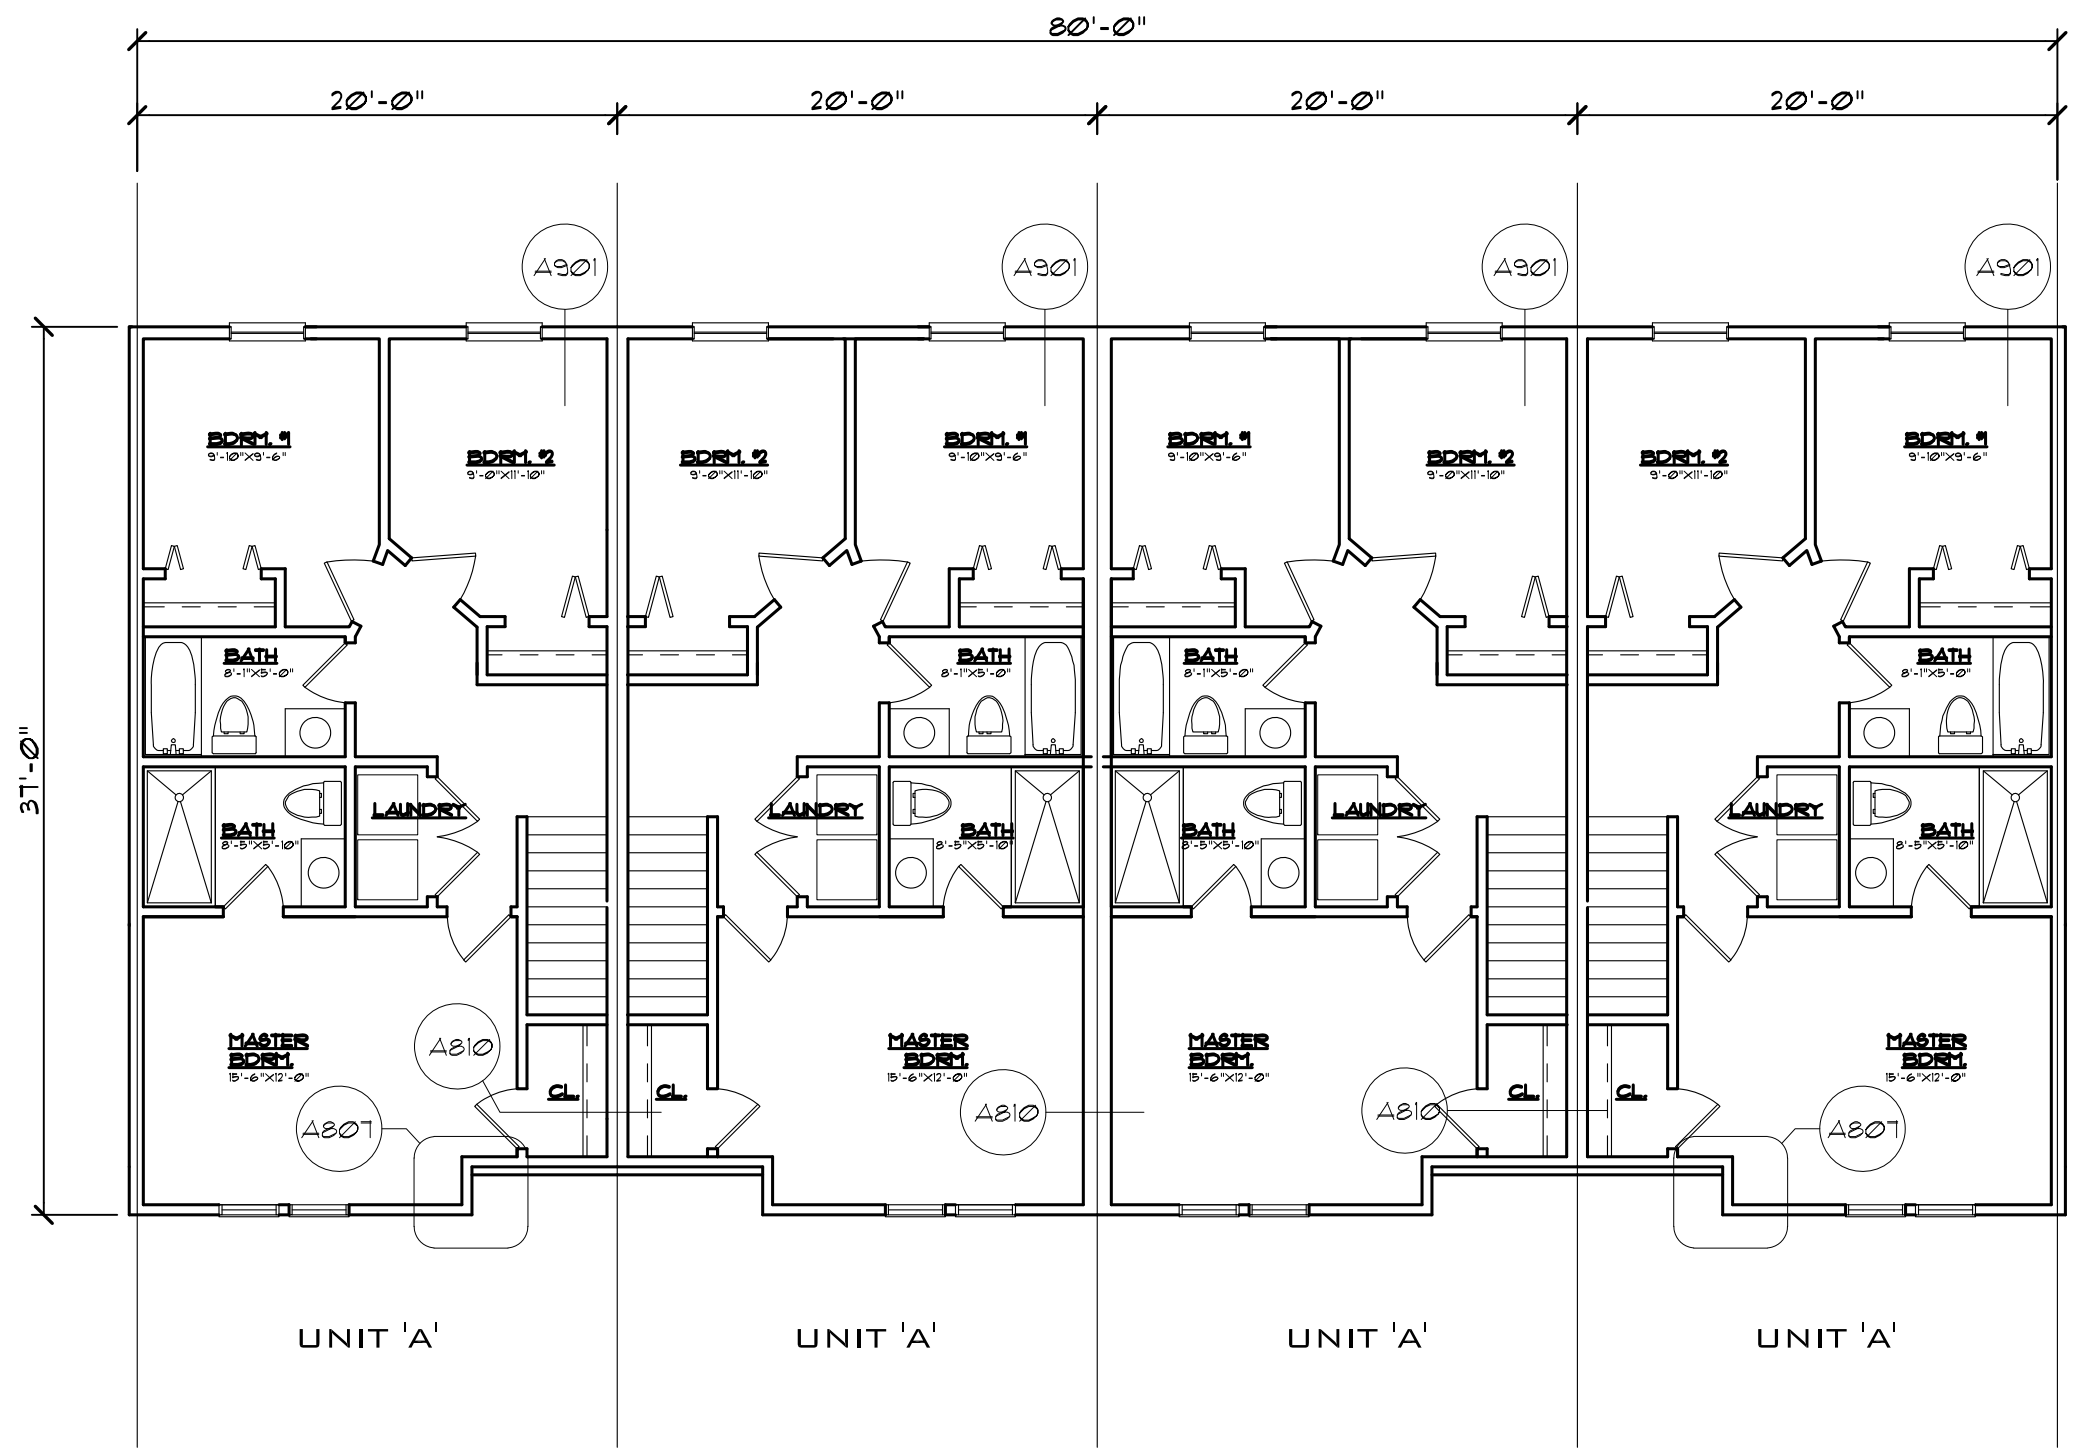 80'-0"
20'-0" 20'-0" 20'-0" 20'-0"
A901 A901 A901 A901
37'-0"
BDRM. #1 BDRM. #2 BDRM. #2 BDRM. #1 BDRM. #1 BDRM. #2 BDRM. #2 BDRM. #1
9'-10"X9'-6" 9'-0"X11'-10" 9'-0"X11'-10" 9'-10"X9'-6" 9'-10"X9'-6" 9'-0"X11'-10" 9'-0"X11'-10" 9'-10"X9'-6"
BATH BATH BATH BATH
8'-1"X5'-0" 8'-1"X5'-0" 8'-1"X5'-0" 8'-1"X5'-0"
LAUNDRY LAUNDRY LAUNDRY LAUNDRY
BATH BATH BATH BATH
8'-5"X5'-10" 8'-5"X5'-10" 8'-5"X5'-10" 8'-5"X5'-10"
MASTER MASTER MASTER MASTER
BDRM. BDRM. BDRM. BDRM.
15'-6"X12'-0" 15'-6"X12'-0" 15'-6"X12'-0" 15'-6"X12'-0"
A810 A810 A810
CL. CL. CL. CL.
A807 A807
UNIT 'A' UNIT 'A' UNIT 'A' UNIT 'A'